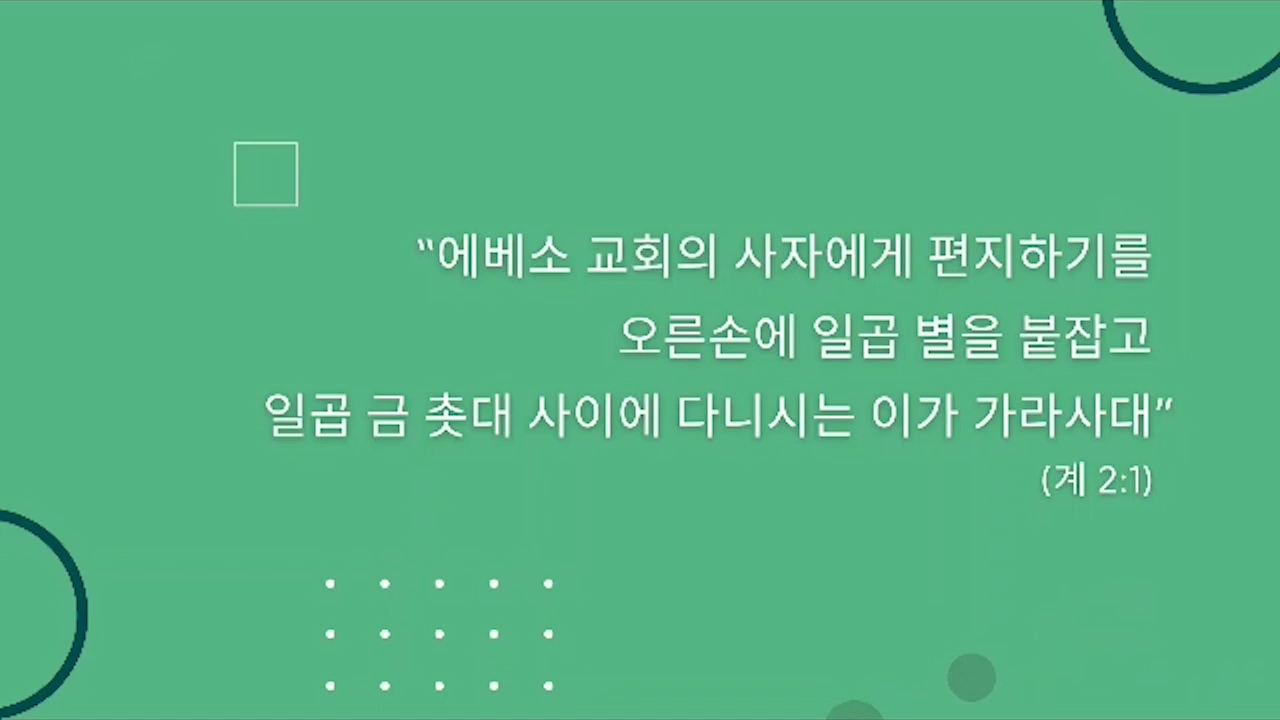 “에베소 교회의 사자에게 편지하기를
오른손에 일곱 별을 붙잡고
일곱 금 촛대 사이에 다니시는 이가 가라사대”
(계 2:1)